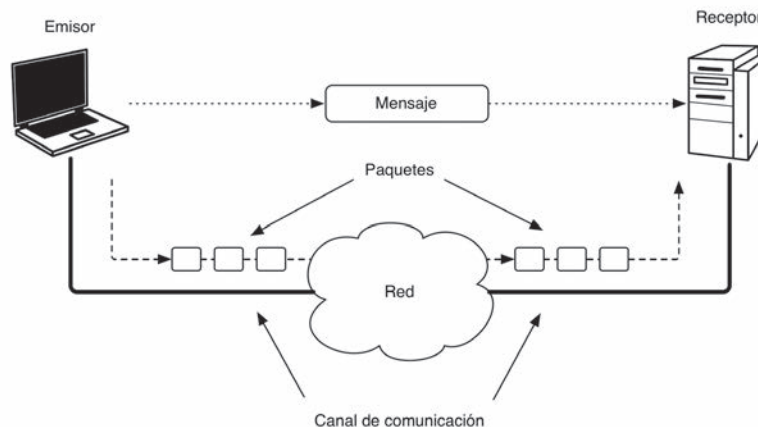 Emisor
Receptor
Mensaje
Paquetes
Red
Canal de comunicación